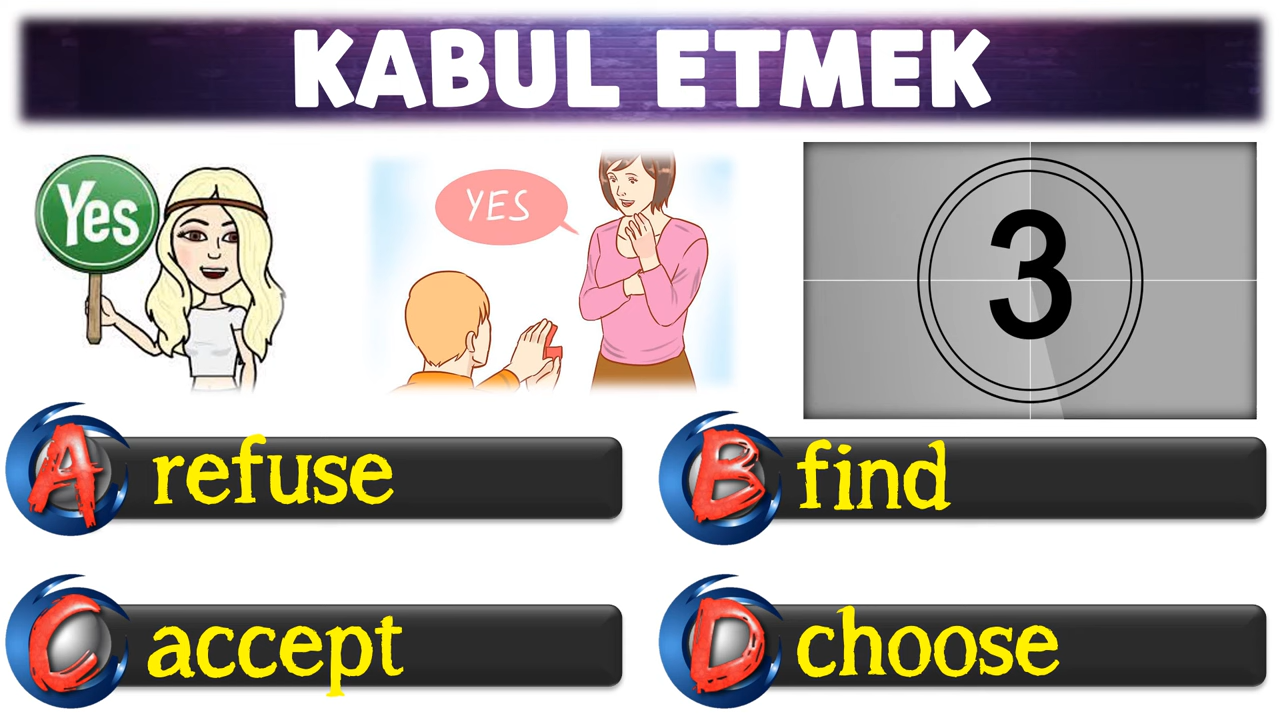 KABUL ETMEK
Yes
YES
3
A refuse
B find
C accept
D choose